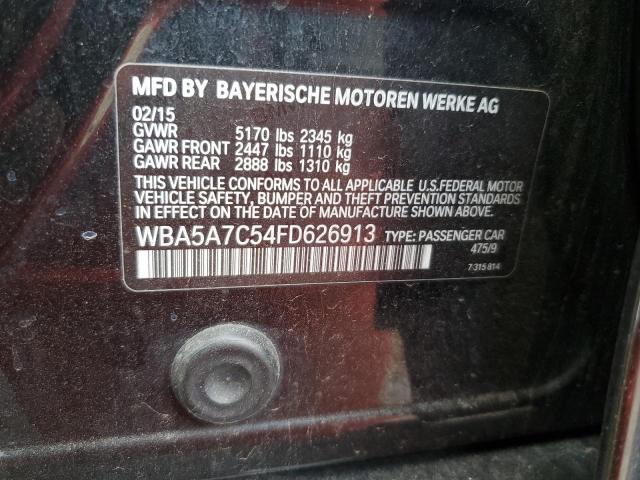 MFD BY BAYERISCHE MOTOREN WERKE AG
02/15
GVWR 5170 lbs 2345 kg
GAWR FRONT 2447 lbs 1110 kg
GAWR REAR 2888 lbs 1310 kg
THIS VEHICLE CONFORMS TO ALL APPLICABLE U.S.FEDERAL MOTOR
VEHICLE SAFETY, BUMPER AND THEFT PREVENTION STANDARDS
IN EFFECT ON THE DATE OF MANUFACTURE SHOWN ABOVE.
WBA5A7C54FD626913 TYPE: PASSENGER CAR
475/9
7 315 814